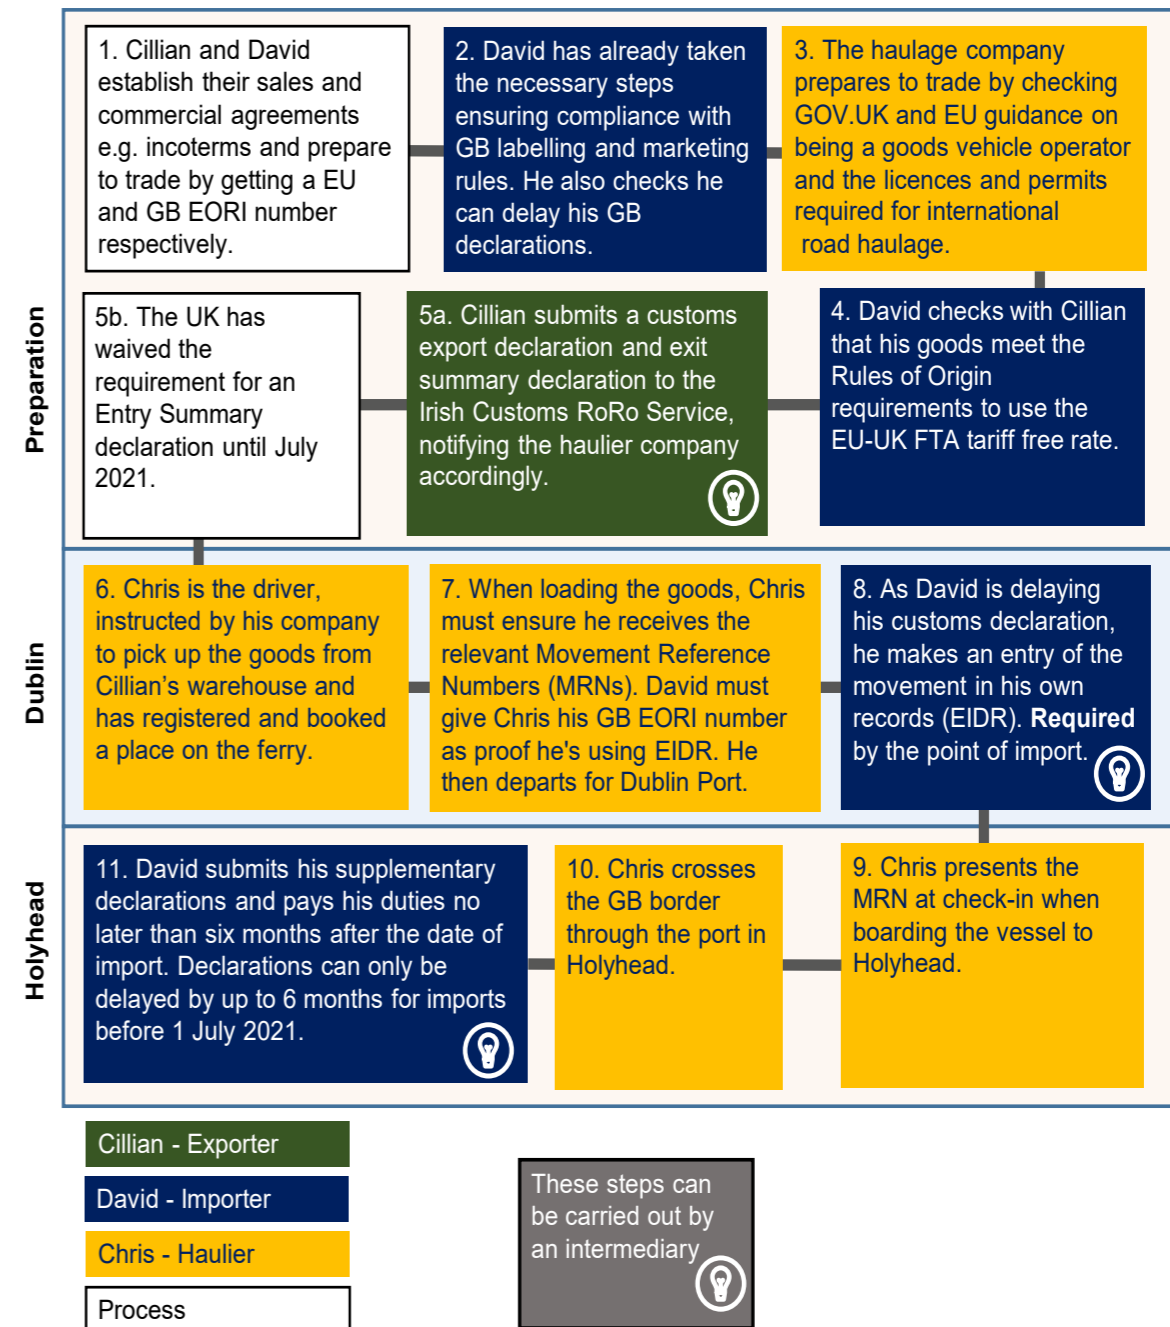 Preparation
1. Cillian and David
establish their sales and
commercial agreements
e.g. incoterms and prepare
to trade by getting a EU
and GB EORI number
respectively.
2. David has already taken
the necessary steps
ensuring compliance with
GB labelling and marketing
rules. He also checks he
can delay his GB
declarations.
3. The haulage company
prepares to trade by checking
GOV.UK and EU guidance on
being a goods vehicle operator
and the licences and permits
required for international
road haulage.
4. David checks with Cillian
that his goods meet the
Rules of Origin
requirements to use the
EU-UK FTA tariff free rate.
5a. Cillian submits a customs
export declaration and exit
summary declaration to the
Irish Customs RoRo Service,
notifying the haulier company
accordingly.
5b. The UK has
waived the
requirement for an
Entry Summary
declaration until July
2021.
Dublin
6. Chris is the driver,
instructed by his company
to pick up the goods from
Cillian's warehouse and
has registered and booked
a place on the ferry.
7. When loading the goods, Chris
must ensure he receives the
relevant Movement Reference
Numbers (MRNs). David must
give Chris his GB EORI number
as proof he's using EIDR. He
then departs for Dublin Port.
8. As David is delaying
his customs declaration,
he makes an entry of the
movement in his own
records (EIDR). Required
by the point of import.
Holyhead
9. Chris presents the
MRN at check-in when
boarding the vessel to
Holyhead.
10. Chris crosses
the GB border
through the port in
Holyhead.
11. David submits his supplementary
declarations and pays his duties no
later than six months after the date of
import. Declarations can only be
delayed by up to 6 months for imports
before 1 July 2021.
Cillian - Exporter
David - Importer
Chris - Haulier
Process
These steps can
be carried out by
an intermediary